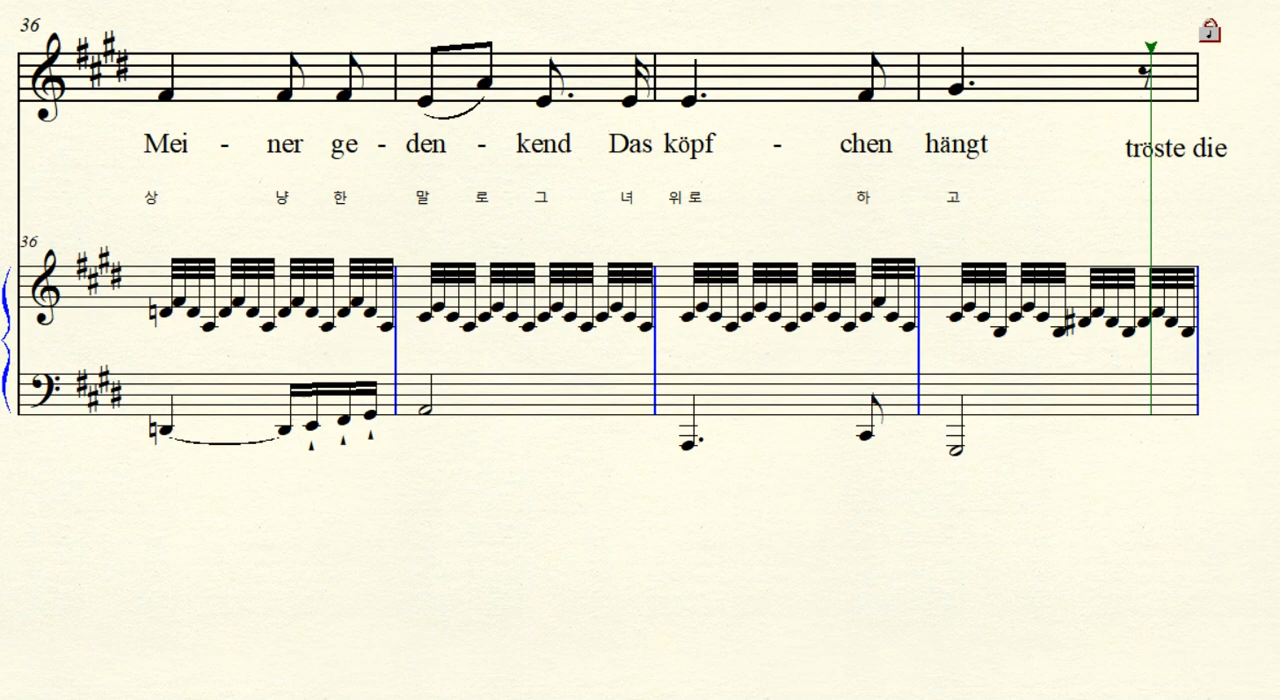 36
Mei - ner ge - den - kend Das köpf - chen hängt tröste die
상 냥 한 말 로 그 녀 위 로 하 고
36